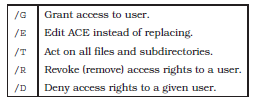 /G Grant access to user.
/E Edit ACE instead of replacing.
/T Act on all files and subdirectories.
/R Revoke (remove) access rights to a user.
/D Deny access rights to a given user.